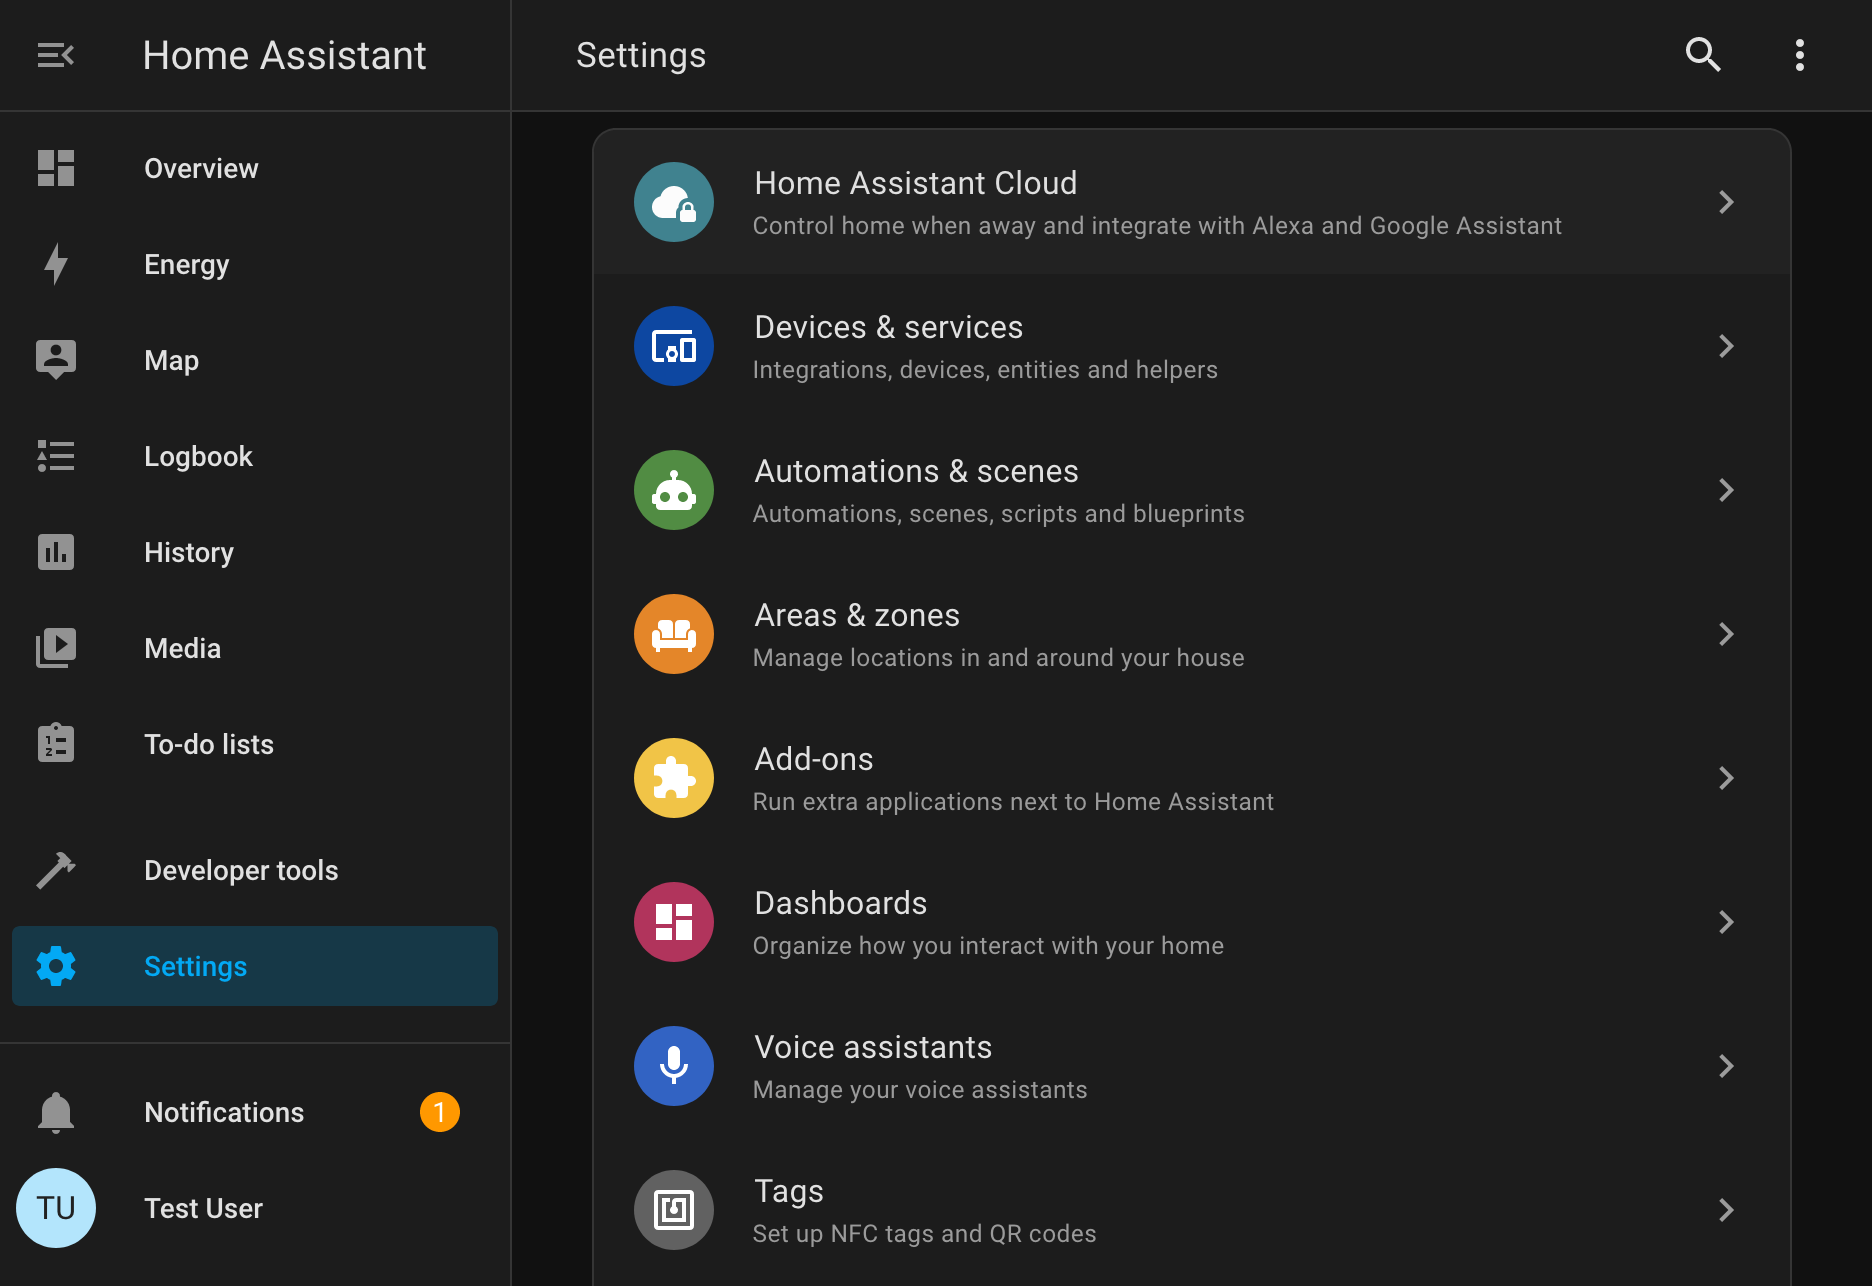 Home Assistant
Overview
Energy
Map
Logbook
History
Media
To-do lists
Developer tools
Settings
Notifications
1
TU
Test User
Settings
Home Assistant Cloud
Control home when away and integrate with Alexa and Google Assistant
Devices & services
Integrations, devices, entities and helpers
Automations & scenes
Automations, scenes, scripts and blueprints
Areas & zones
Manage locations in and around your house
Add-ons
Run extra applications next to Home Assistant
Dashboards
Organize how you interact with your home
Voice assistants
Manage your voice assistants
Tags
Set up NFC tags and QR codes